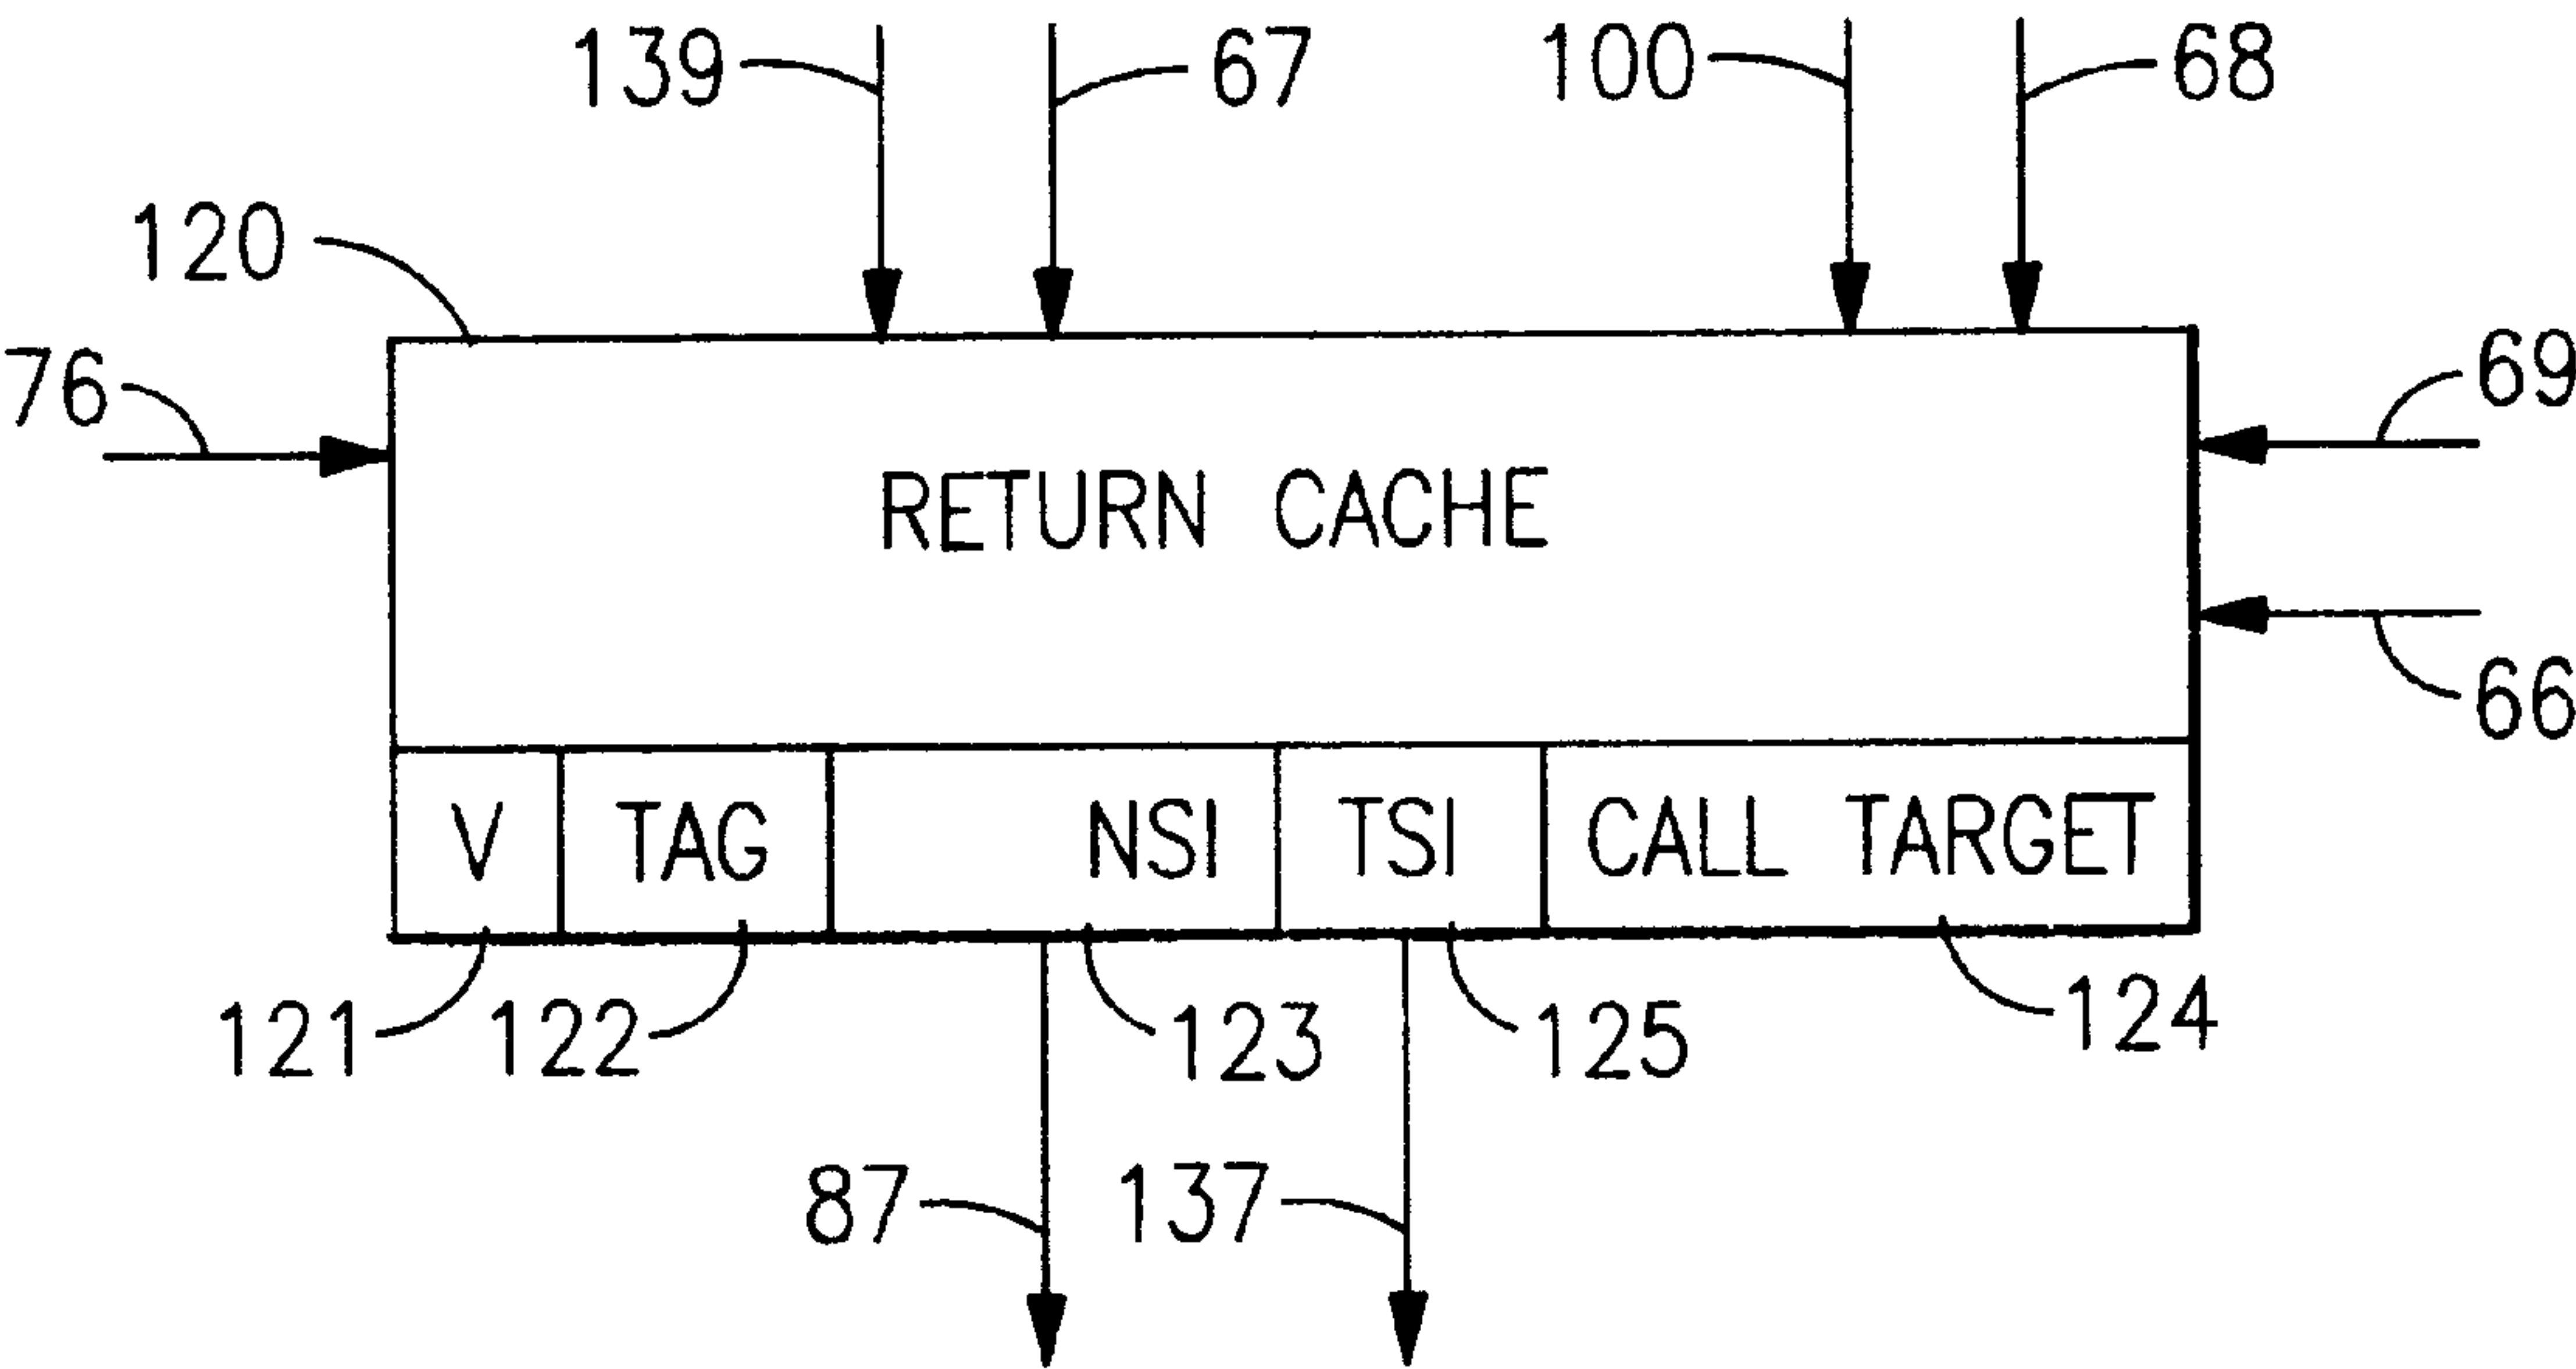 139 67 100 68
120
76 69
RETURN CACHE
66
V TAG NSI TSI CALL TARGET
121 122 123 125 124
87 137